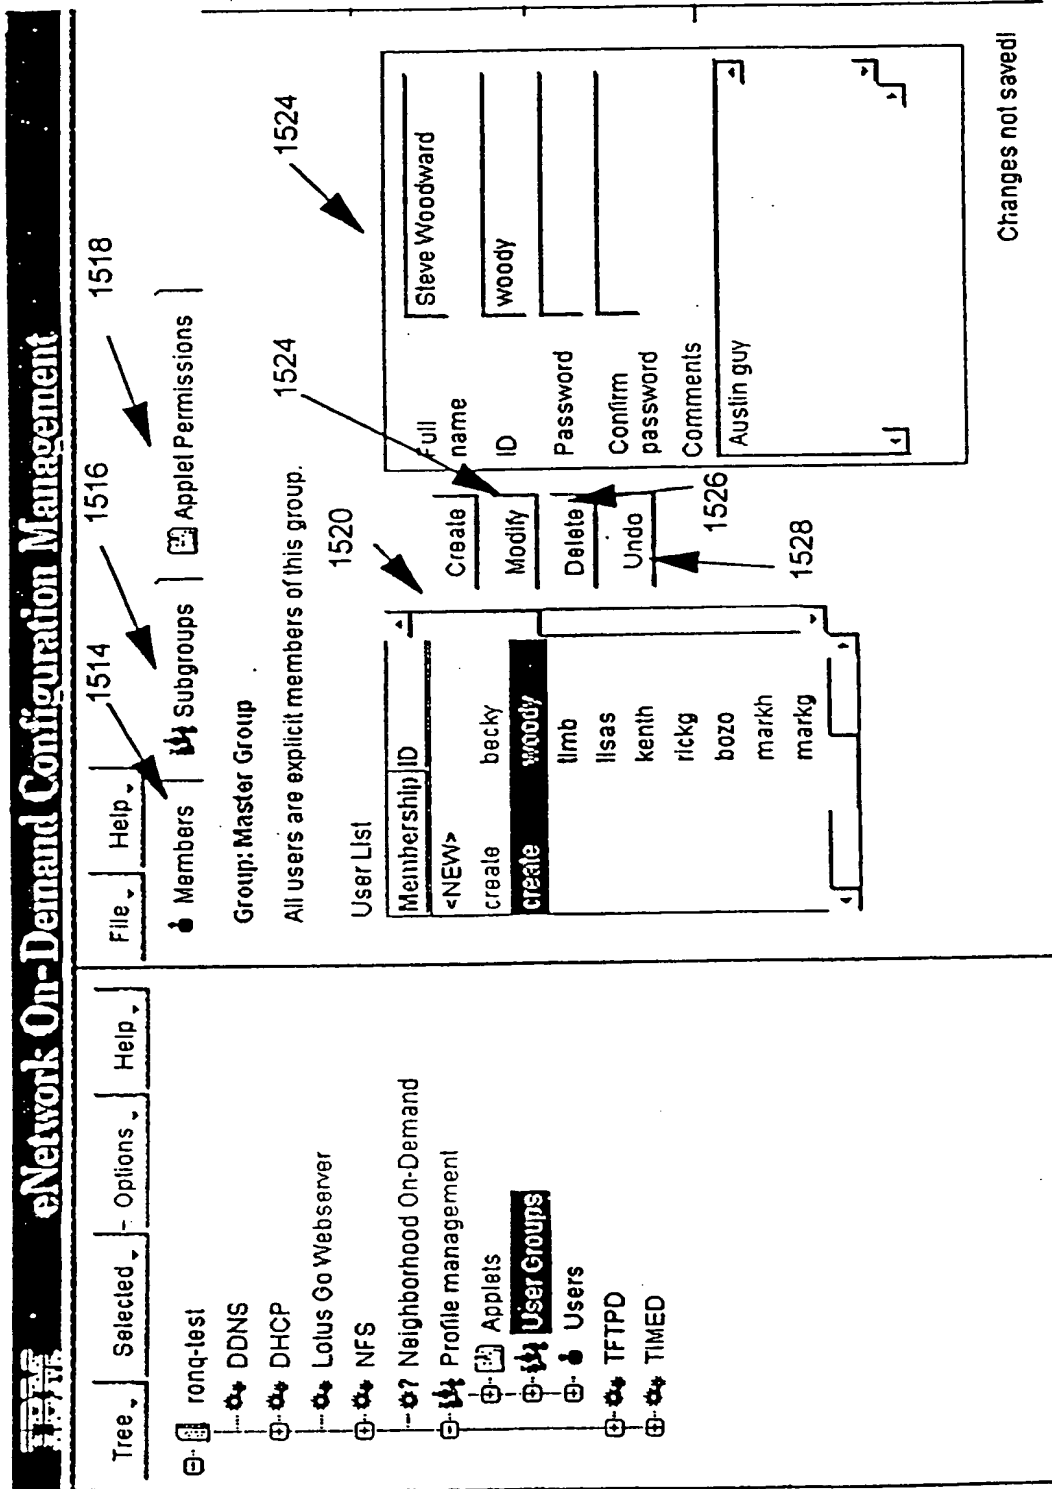 IBM eNetwork On-Demand Configuration Management
Tree Selected Options Help
ronq-test
DDNS
DHCP
Lotus Go Webserver
NFS
? Neighborhood On-Demand
Profile management
Applets
User Groups
Users
TFTPD
TIMED
File Help
1514
1516
1518
Members Subgroups Applet Permissions
Group: Master Group
All users are explicit members of this group.
1520
1524
1524
User List
Membership ID
<NEW>
create becky
create woody
timb
lisas
kenth
rickg
bozo
markh
markg
Create
Modify
Delete
Undo
1526
1528
Full name Steve Woodward
ID woody
Password
Confirm password
Comments
Austin guy
Changes not saved!